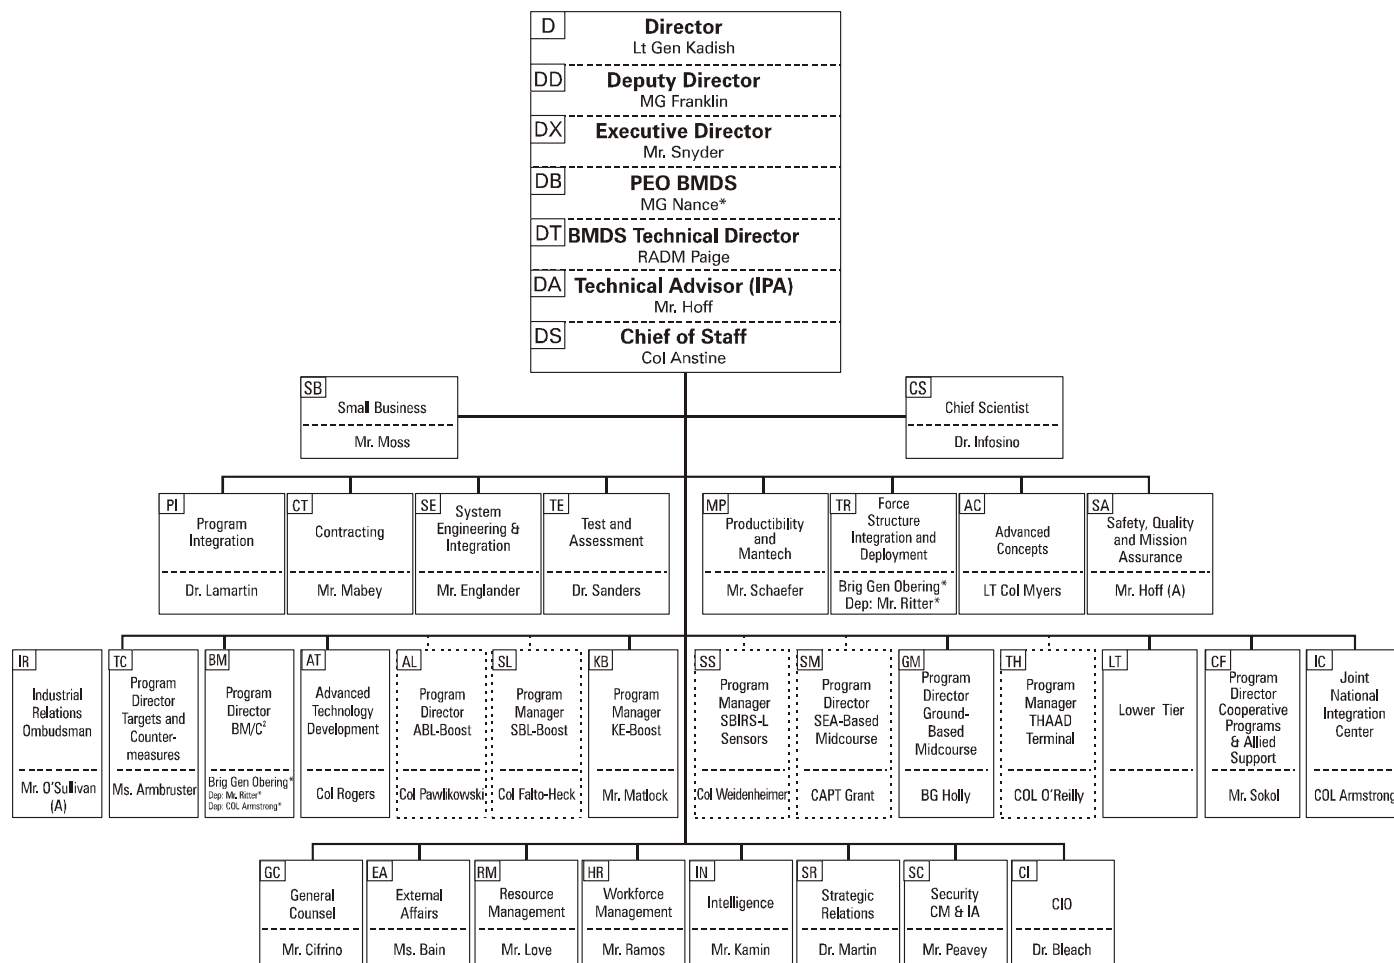 D
Director
Lt Gen Kadish
DD
Deputy Director
MG Franklin
DX
Executive Director
Mr. Snyder
DB
PEO BMDS
MG Nance*
DT
BMDS Technical Director
RADM Paige
DA
Technical Advisor (IPA)
Mr. Hoff
DS
Chief of Staff
Col Anstine
SB
Small Business
Mr. Moss
CS
Chief Scientist
Dr. Infosino
PI
Program
Integration
Dr. Lamartin
CT
Contracting
Mr. Mabey
SE
System
Engineering &
Integration
Mr. Englander
TE
Test and
Assessment
Dr. Sanders
MP
Productibility
and
Mantech
Mr. Schaefer
TR
Force
Structure
Integration and
Deployment
Brig Gen Obering*
Dep: Mr. Ritter*
AC
Advanced
Concepts
LT Col Myers
SA
Safety, Quality
and Mission
Assurance
Mr. Hoff (A)
IR
Industrial
Relations
Ombudsman
Mr. O'Sullivan
(A)
TC
Program
Director
Targets and
Counter-
measures
Ms. Armbruster
BM
Program
Director
BM/C²
Brig Gen Obering*
Dep: Mr. Ritter*
Dep: COL Armstrong*
AT
Advanced
Technology
Development
Col Rogers
AL
Program
Director
ABL-Boost
Col Pawlikowski
SL
Program
Manager
SBL-Boost
Col Falto-Heck
KB
Program
Manager
KE-Boost
Mr. Matlock
SS
Program
Manager
SBIRS-L
Sensors
Col Weidenheimer
SM
Program
Director
SEA-Based
Midcourse
CAPT Grant
GM
Program
Director
Ground-
Based
Midcourse
BG Holly
TH
Program
Manager
THAAD
Terminal
COL O'Reilly
LT
Lower Tier
CF
Program
Director
Cooperative
Programs
& Allied
Support
Mr. Sokol
IC
Joint
National
Integration
Center
COL Armstrong
GC
General
Counsel
Mr. Cifrino
EA
External
Affairs
Ms. Bain
RM
Resource
Management
Mr. Love
HR
Workforce
Management
Mr. Ramos
IN
Intelligence
Mr. Kamin
SR
Strategic
Relations
Dr. Martin
SC
Security
CM & IA
Mr. Peavey
CI
CIO
Dr. Bleach